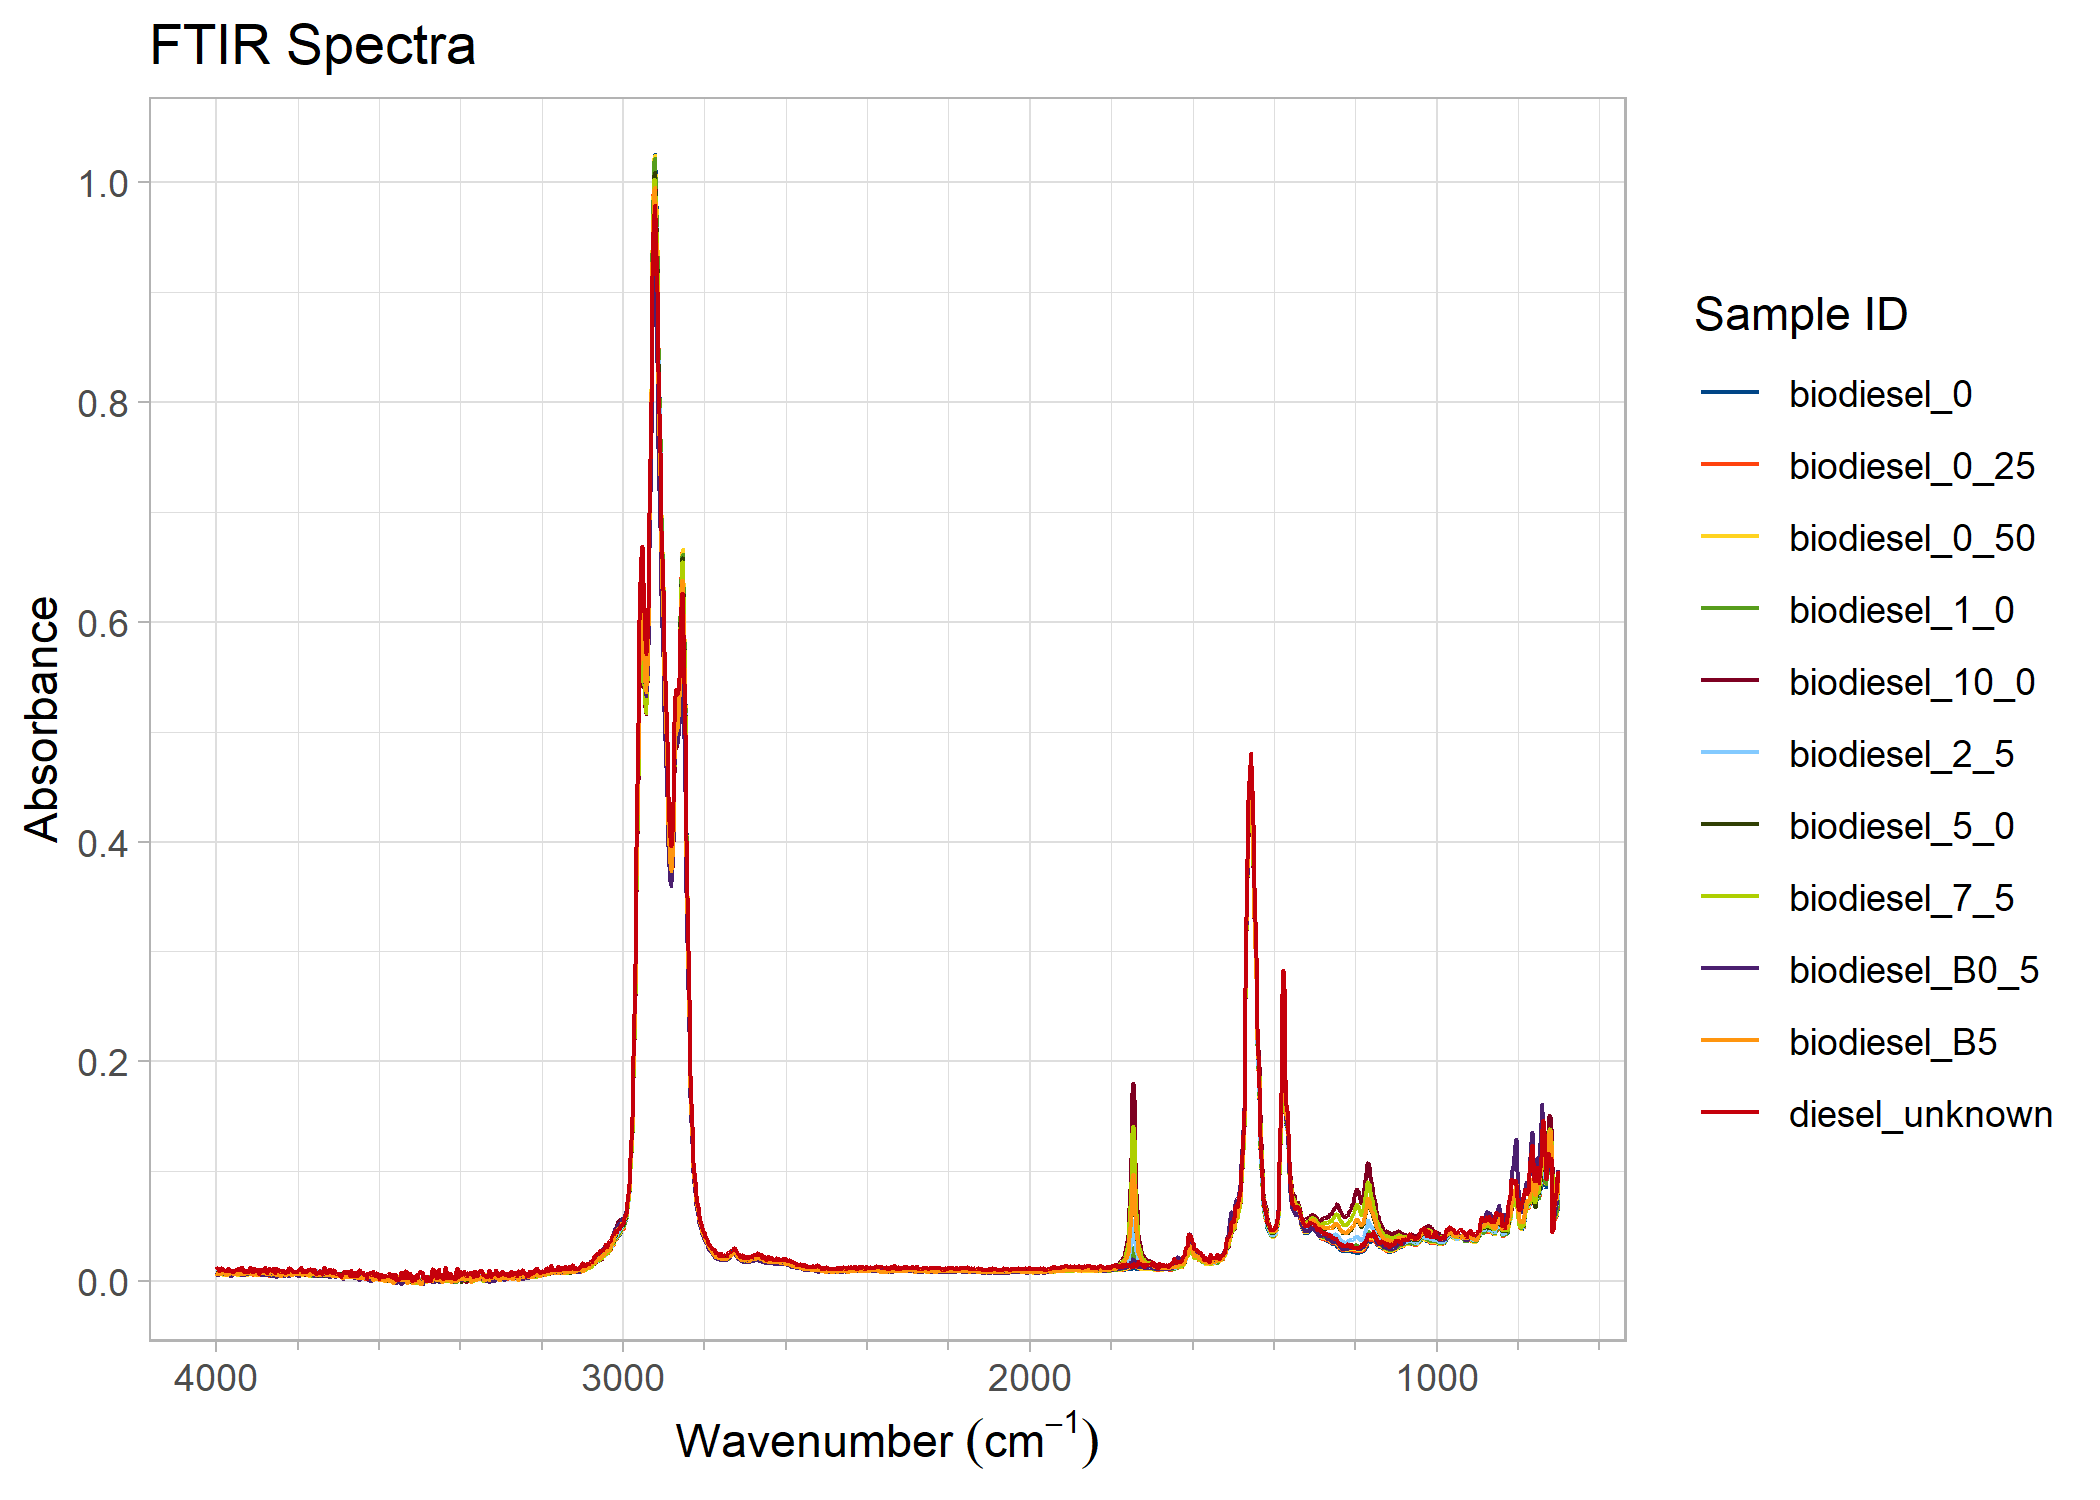 FTIR Spectra
1.0
0.8
0.6
0.4
0.2
0.0
Absorbance
4000 3000 2000 1000
Wavenumber (cm⁻¹)
Sample ID
biodiesel_0
biodiesel_0_25
biodiesel_0_50
biodiesel_1_0
biodiesel_10_0
biodiesel_2_5
biodiesel_5_0
biodiesel_7_5
biodiesel_B0_5
biodiesel_B5
diesel_unknown